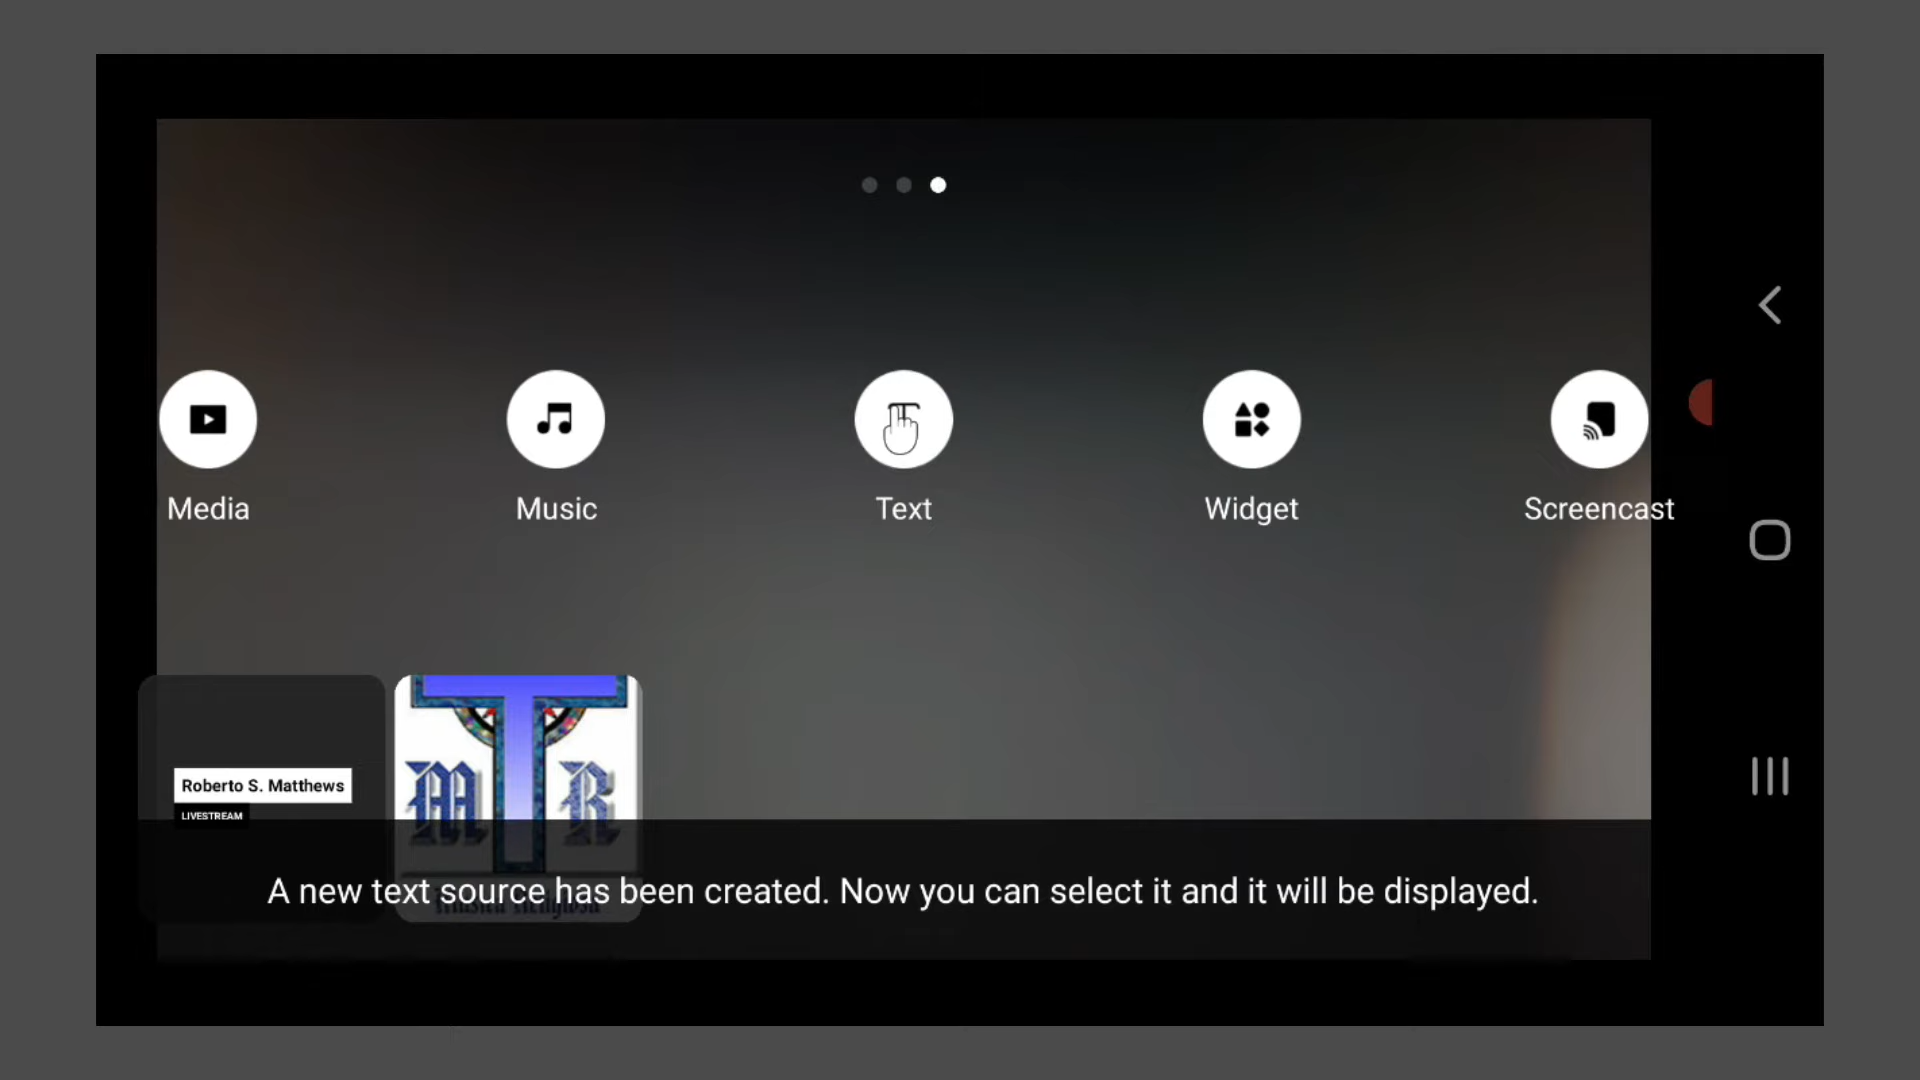 Media
Music
Text
Widget
Screencast
Roberto S. Matthews
LIVESTREAM
T
M
R
A new text source has been created. Now you can select it and it will be displayed.